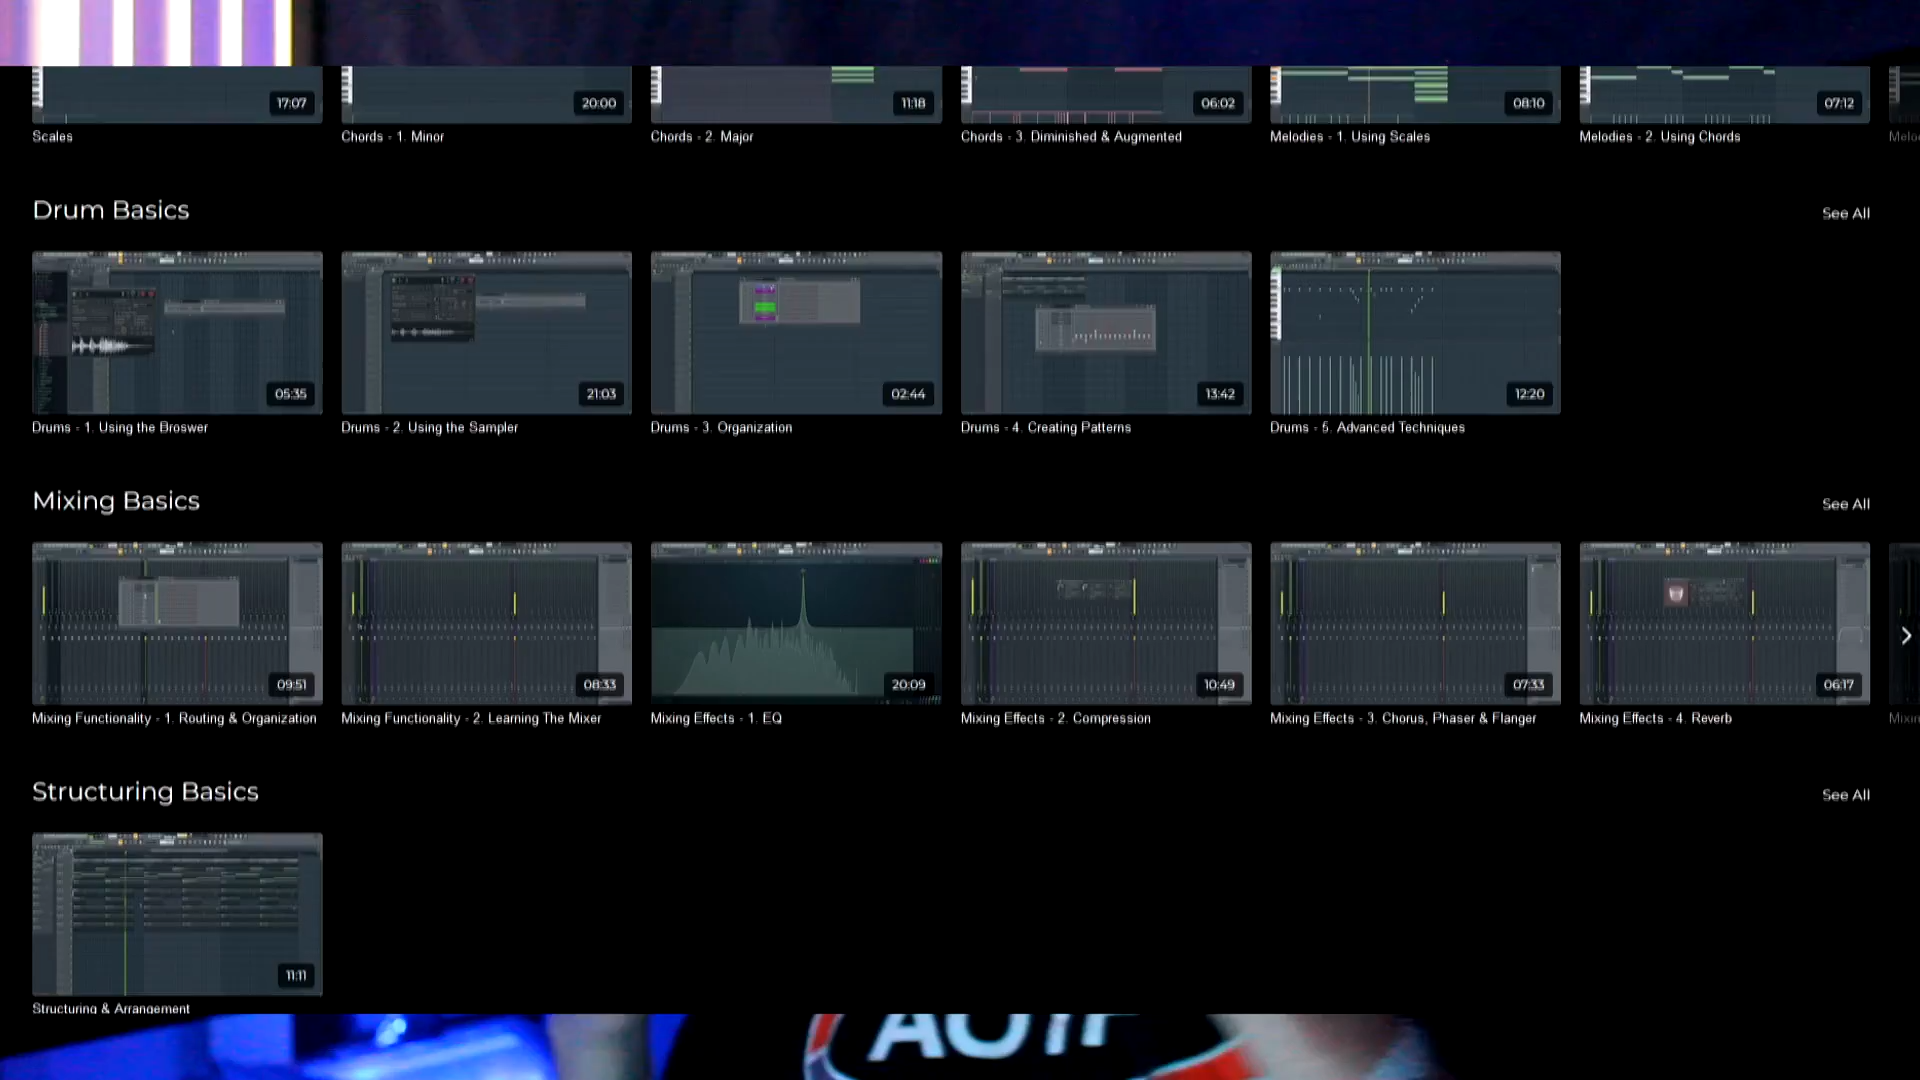 17:07
20:00
11:18
06:02
08:10
07:12
Scales
Chords - 1. Minor
Chords - 2. Major
Chords - 3. Diminished & Augmented
Melodies - 1. Using Scales
Melodies - 2. Using Chords
Drum Basics
See All
05:35
21:03
02:44
13:42
12:20
Drums - 1. Using the Broswer
Drums - 2. Using the Sampler
Drums - 3. Organization
Drums - 4. Creating Patterns
Drums - 5. Advanced Techniques
Mixing Basics
See All
09:51
08:33
20:09
10:49
07:33
06:17
Mixing Functionality - 1. Routing & Organization
Mixing Functionality - 2. Learning The Mixer
Mixing Effects - 1. EQ
Mixing Effects - 2. Compression
Mixing Effects - 3. Chorus, Phaser & Flanger
Mixing Effects - 4. Reverb
Structuring Basics
See All
11:11
Structuring & Arrangement